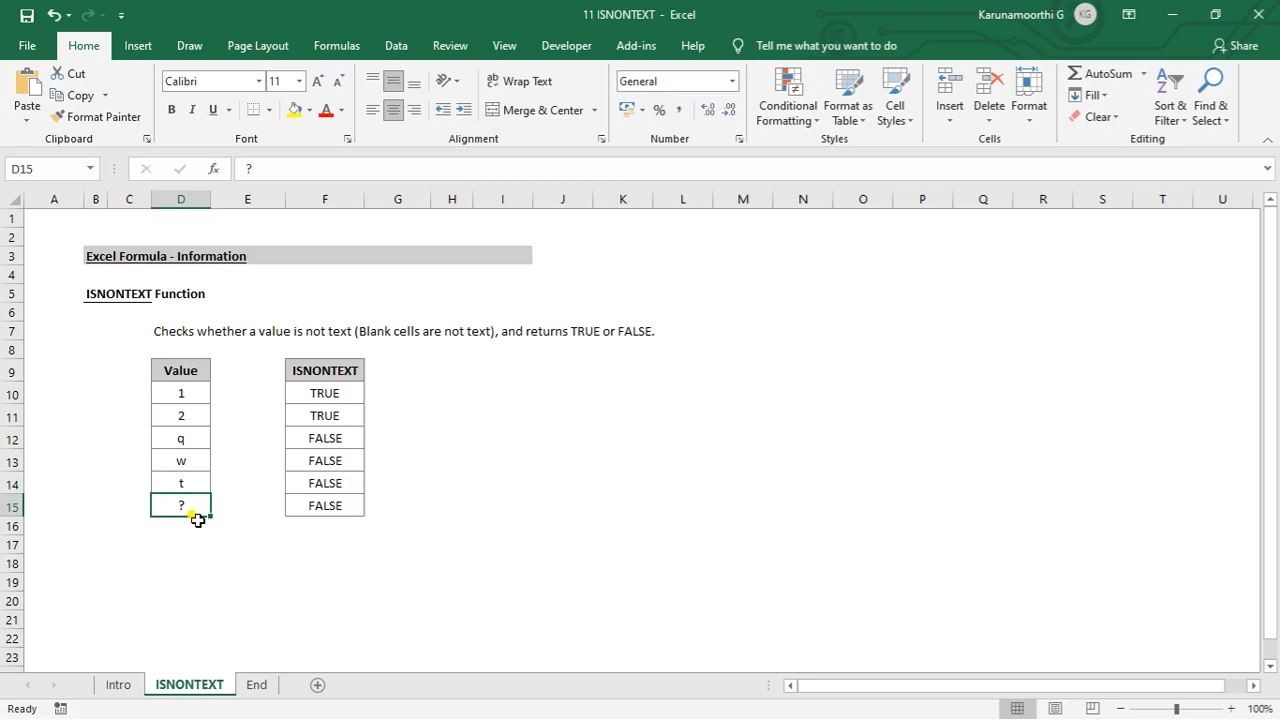 11 ISNONTEXT - Excel
Karunamoorthi G
KG
File Home Insert Draw Page Layout Formulas Data Review View Developer Add-ins Help Tell me what you want to do Share
Paste
Cut
Copy
Format Painter
Clipboard
Calibri 11
B I U
Font
Wrap Text
Merge & Center
Alignment
General
Number
Conditional Formatting
Format as Table
Cell Styles
Styles
Insert
Delete
Format
Cells
AutoSum
Fill
Clear
Sort & Filter
Find & Select
Editing
D15 fx ?
A B C D E F G H I J K L M N O P Q R S T U
1
2
3 Excel Formula - Information
4
5 ISNONTEXT Function
6
7 Checks whether a value is not text (Blank cells are not text), and returns TRUE or FALSE.
8
9 Value ISNONTEXT
10 1 TRUE
11 2 TRUE
12 q FALSE
13 w FALSE
14 t FALSE
15 ? FALSE
16
17
18
19
20
21
22
23
Intro ISNONTEXT End
Ready 100%